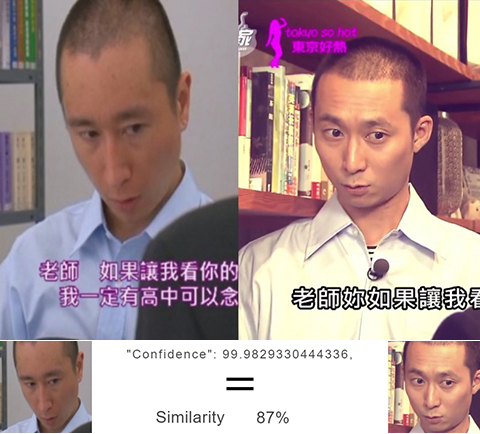 tokyo so hot
東京好熱
老師 如果讓我看你的
我一定有高中可以念
老師妳如果讓我看
"Confidence": 99.9829330444336,
=
Similarity 87%